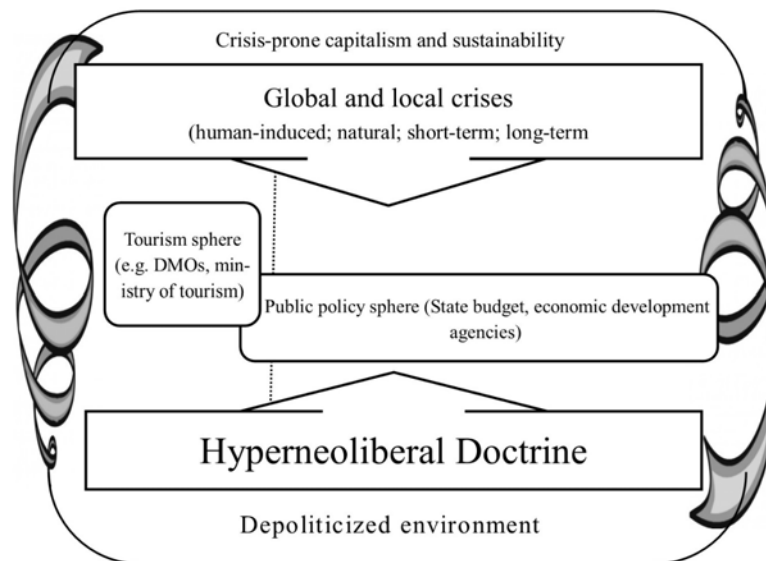 Crisis-prone capitalism and sustainability
Global and local crises
(human-induced; natural; short-term; long-term
Tourism sphere
(e.g. DMOs, min-
istry of tourism)
Public policy sphere (State budget, economic development
agencies)
Hyperneoliberal Doctrine
Depoliticized environment